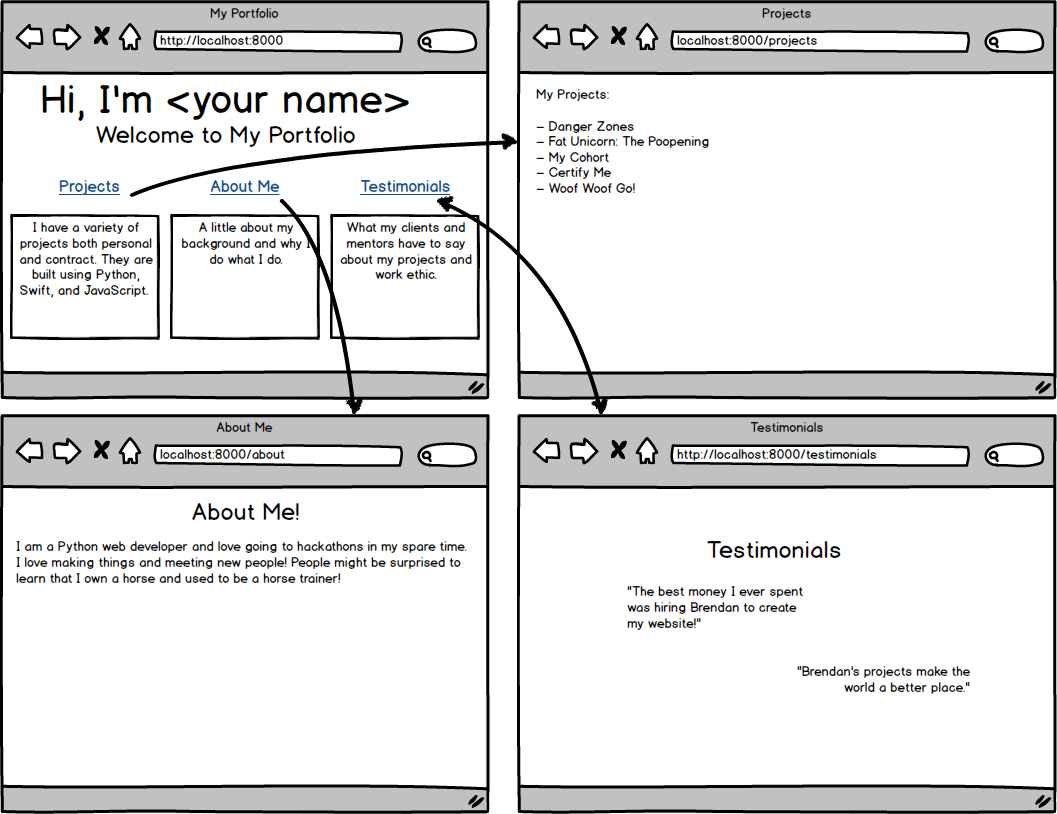 My Portfolio
http://localhost:8000
Hi, I'm <your name>
Welcome to My Portfolio
Projects
About Me
Testimonials
I have a variety of
projects both personal
and contract. They are
built using Python,
Swift, and JavaScript.
A little about my
background and why I
do what I do.
What my clients and
mentors have to say
about my projects and
work ethic.
Projects
localhost:8000/projects
My Projects:
– Danger Zones
– Fat Unicorn: The Poopening
– My Cohort
– Certify Me
– Woof Woof Go!
About Me
localhost:8000/about
About Me!
I am a Python web developer and love going to hackathons in my spare time.
I love making things and meeting new people! People might be surprised to
learn that I own a horse and used to be a horse trainer!
Testimonials
http://localhost:8000/testimonials
Testimonials
"The best money I ever spent
was hiring Brendan to create
my website!"
"Brendan's projects make the
world a better place."